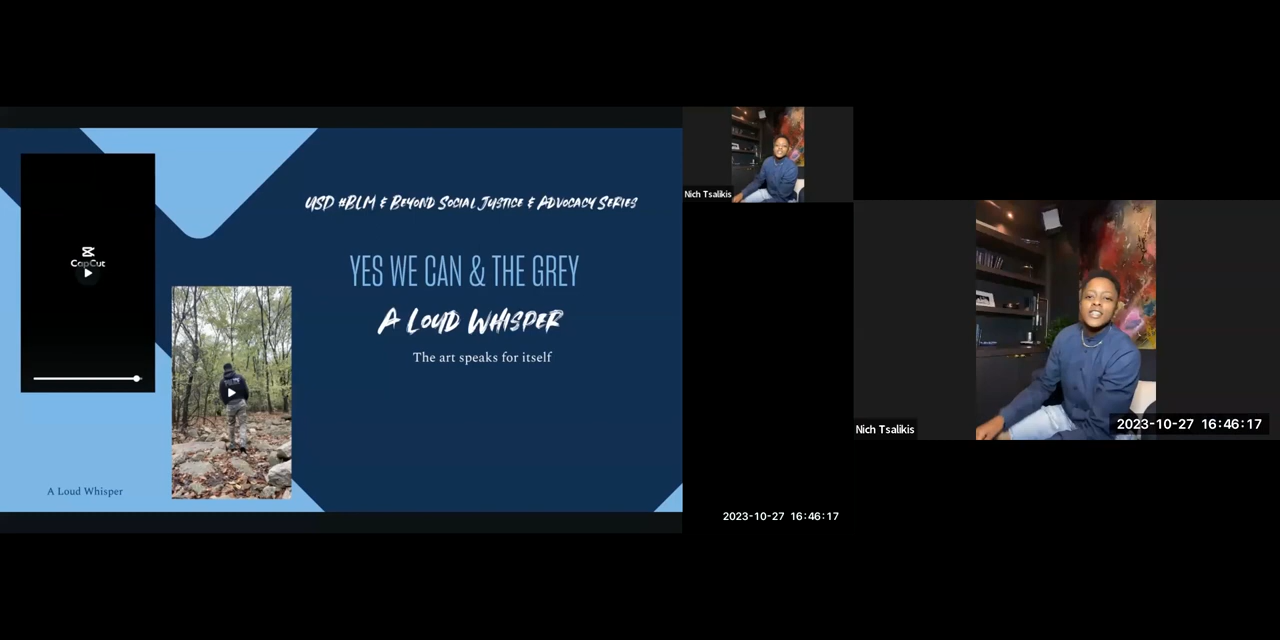 CapCut
USD #BLM & Beyond Social Justice & Advocacy Series
YES WE CAN & THE GREY
A Loud Whisper
The art speaks for itself
A Loud Whisper
Nich Tsalikis
2023-10-27 16:46:17
Nich Tsalikis
2023-10-27 16:46:17